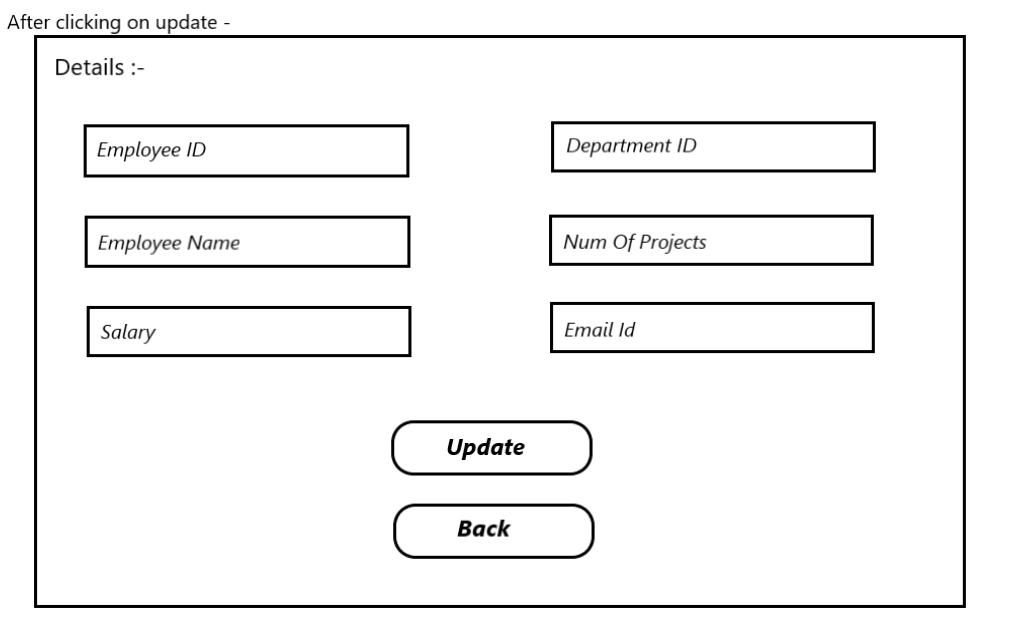 After clicking on update -
Details :-
Employee ID
Department ID
Employee Name
Num Of Projects
Salary
Email Id
Update
Back